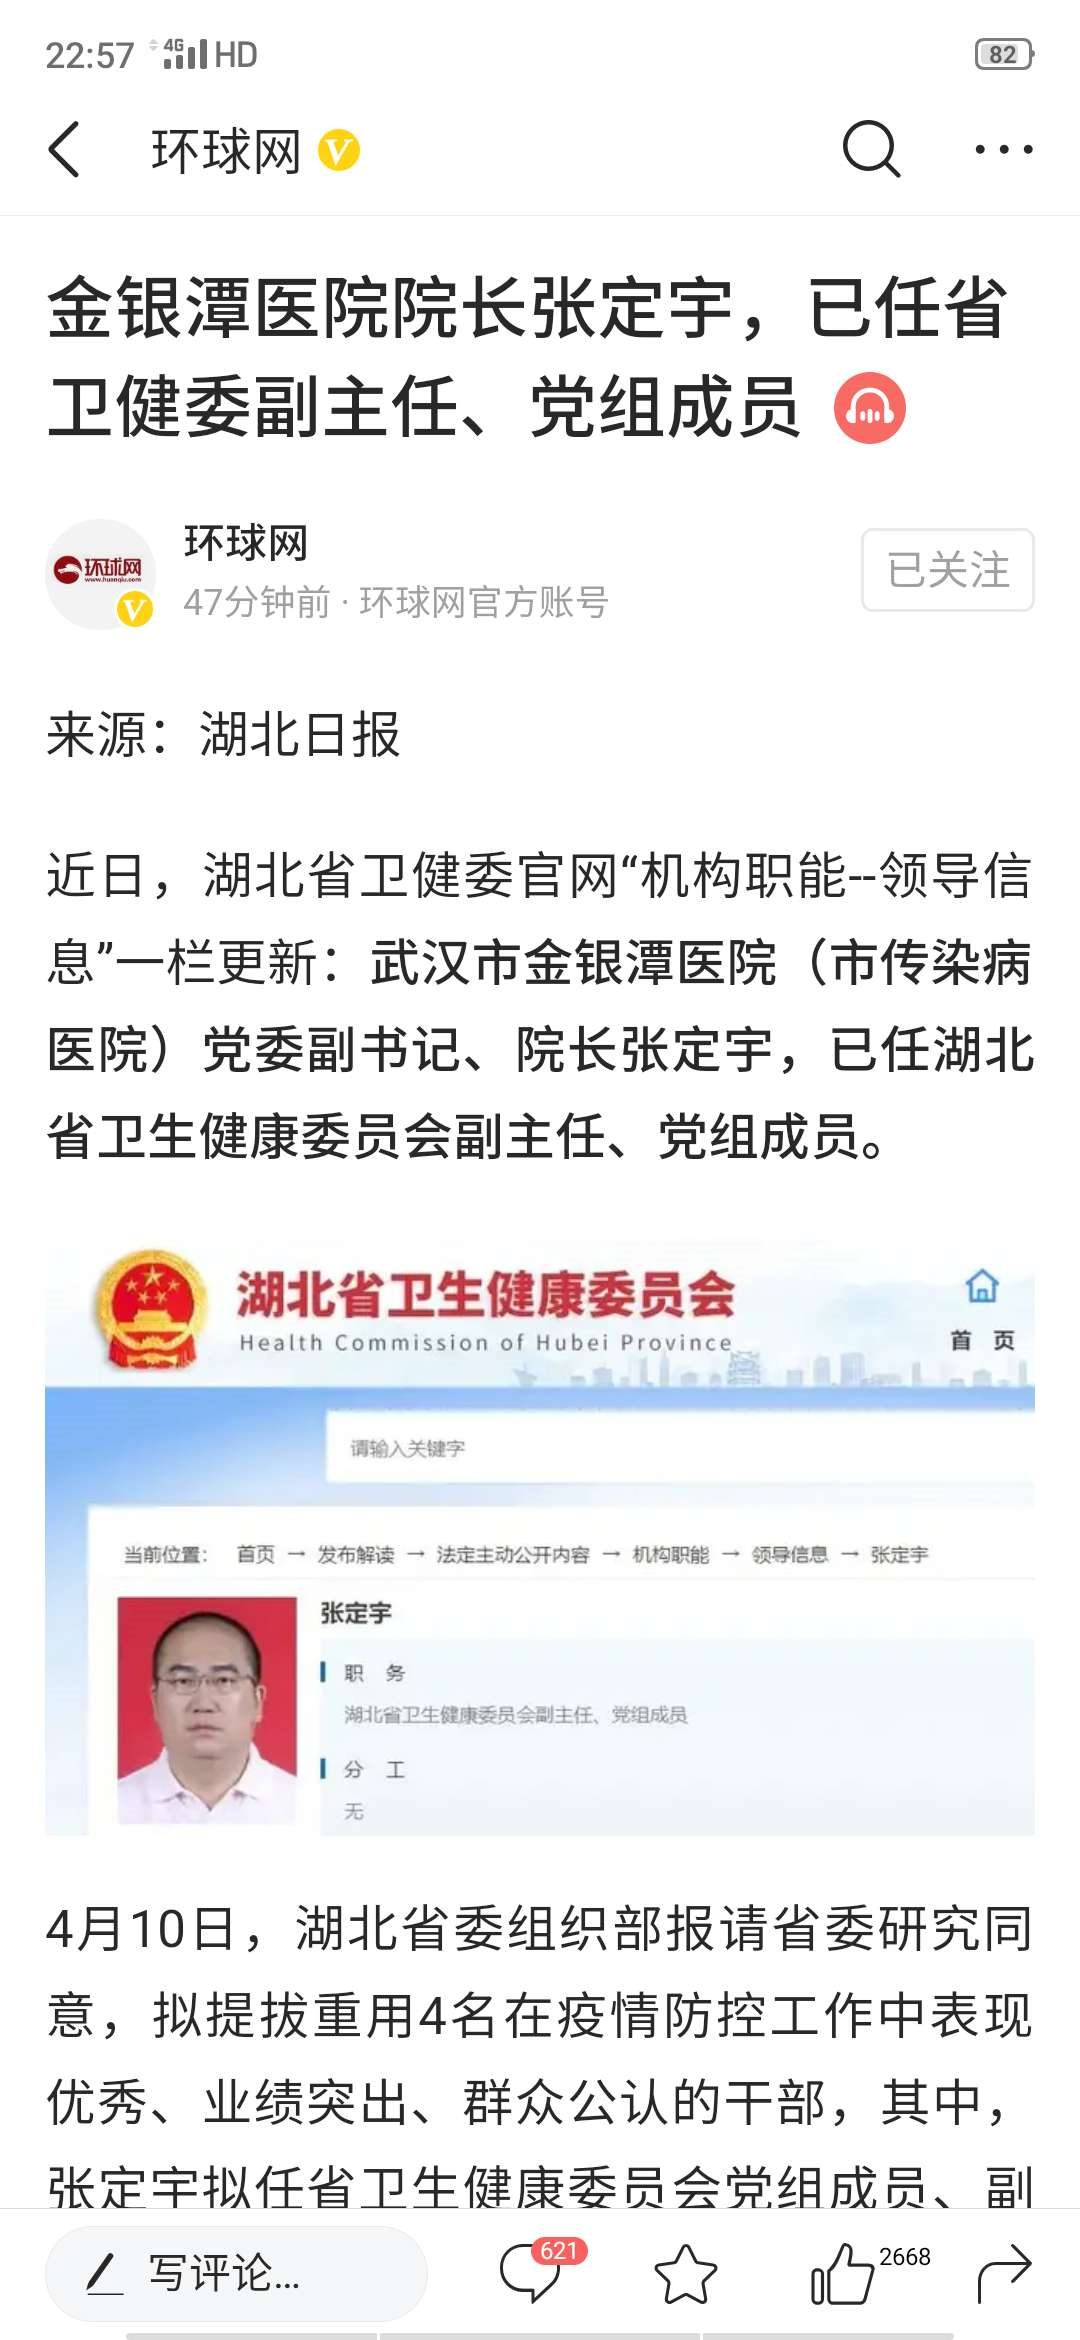 22:57 4G HD 82
环球网
金银潭医院院长张定宇，已任省
卫健委副主任、党组成员
环球网
www.huanqiu.com
环球网
47分钟前 · 环球网官方账号
已关注
来源：湖北日报
近日，湖北省卫健委官网“机构职能--领导信
息”一栏更新：武汉市金银潭医院（市传染病
医院）党委副书记、院长张定宇，已任湖北
省卫生健康委员会副主任、党组成员。
湖北省卫生健康委员会
Health Commission of Hubei Province
首 页
请输入关键字
当前位置： 首页 → 发布解读 → 法定主动公开内容 → 机构职能 → 领导信息 → 张定宇
张定宇
职 务
湖北省卫生健康委员会副主任、党组成员
分 工
无
4月10日，湖北省委组织部报请省委研究同
意，拟提拔重用4名在疫情防控工作中表现
优秀、业绩突出、群众公认的干部，其中，
张定宇拟任省卫生健康委员会党组成员、副
写评论...
621
2668